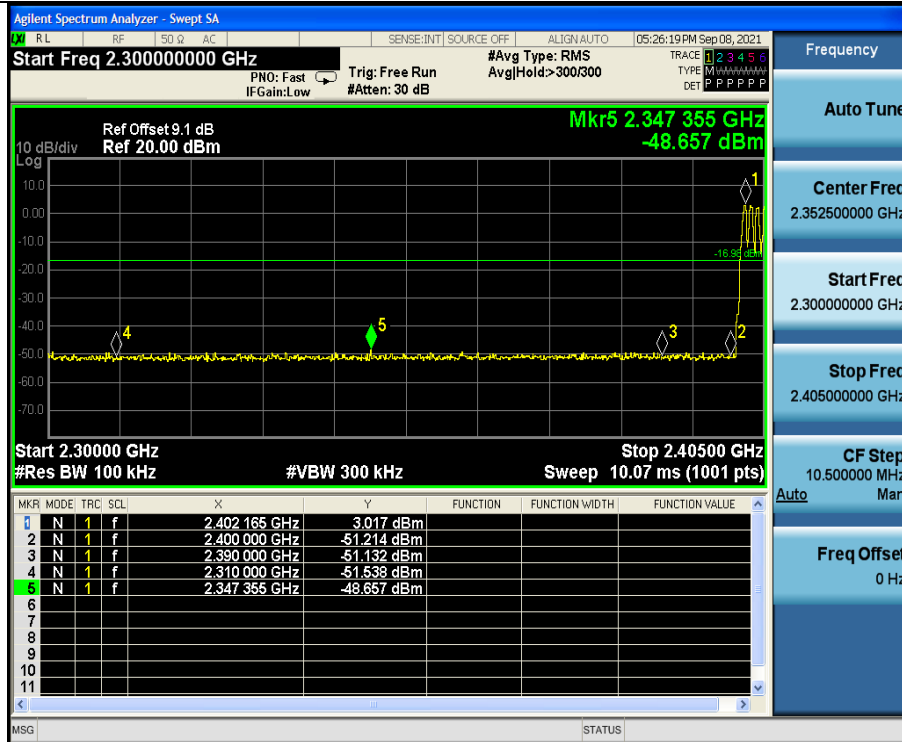 Agilent Spectrum Analyzer - Swept SA
LXI RL RF 50 Ω AC SENSE:INT SOURCE OFF ALIGN AUTO 05:26:19 PM Sep 08, 2021
Start Freq 2.300000000 GHz
PNO: Fast
IFGain:Low
Trig: Free Run
#Atten: 30 dB
#Avg Type: RMS
Avg|Hold:>300/300
TRACE 1 2 3 4 5 6
TYPE M
DET P P P P P P
Mkr5 2.347 355 GHz
-48.657 dBm
Ref Offset 9.1 dB
Ref 20.00 dBm
10 dB/div
Log
10.0
0.00
-10.0
-20.0
-30.0
-40.0
-50.0
-60.0
-70.0
1
4
5
3
2
Start 2.30000 GHz
Stop 2.40500 GHz
#Res BW 100 kHz
#VBW 300 kHz
Sweep 10.07 ms (1001 pts)
MKR MODE TRC SCL X Y FUNCTION FUNCTION WIDTH FUNCTION VALUE
1 N 1 f 2.402 165 GHz 3.017 dBm
2 N 1 f 2.400 000 GHz -51.214 dBm
3 N 1 f 2.390 000 GHz -51.132 dBm
4 N 1 f 2.310 000 GHz -51.538 dBm
5 N 1 f 2.347 355 GHz -48.657 dBm
6
7
8
9
10
11
MSG
STATUS
Frequency
Auto Tune
Center Freq
2.352500000 GHz
Start Freq
2.300000000 GHz
Stop Freq
2.405000000 GHz
CF Step
10.500000 MHz
Auto Man
Freq Offset
0 Hz